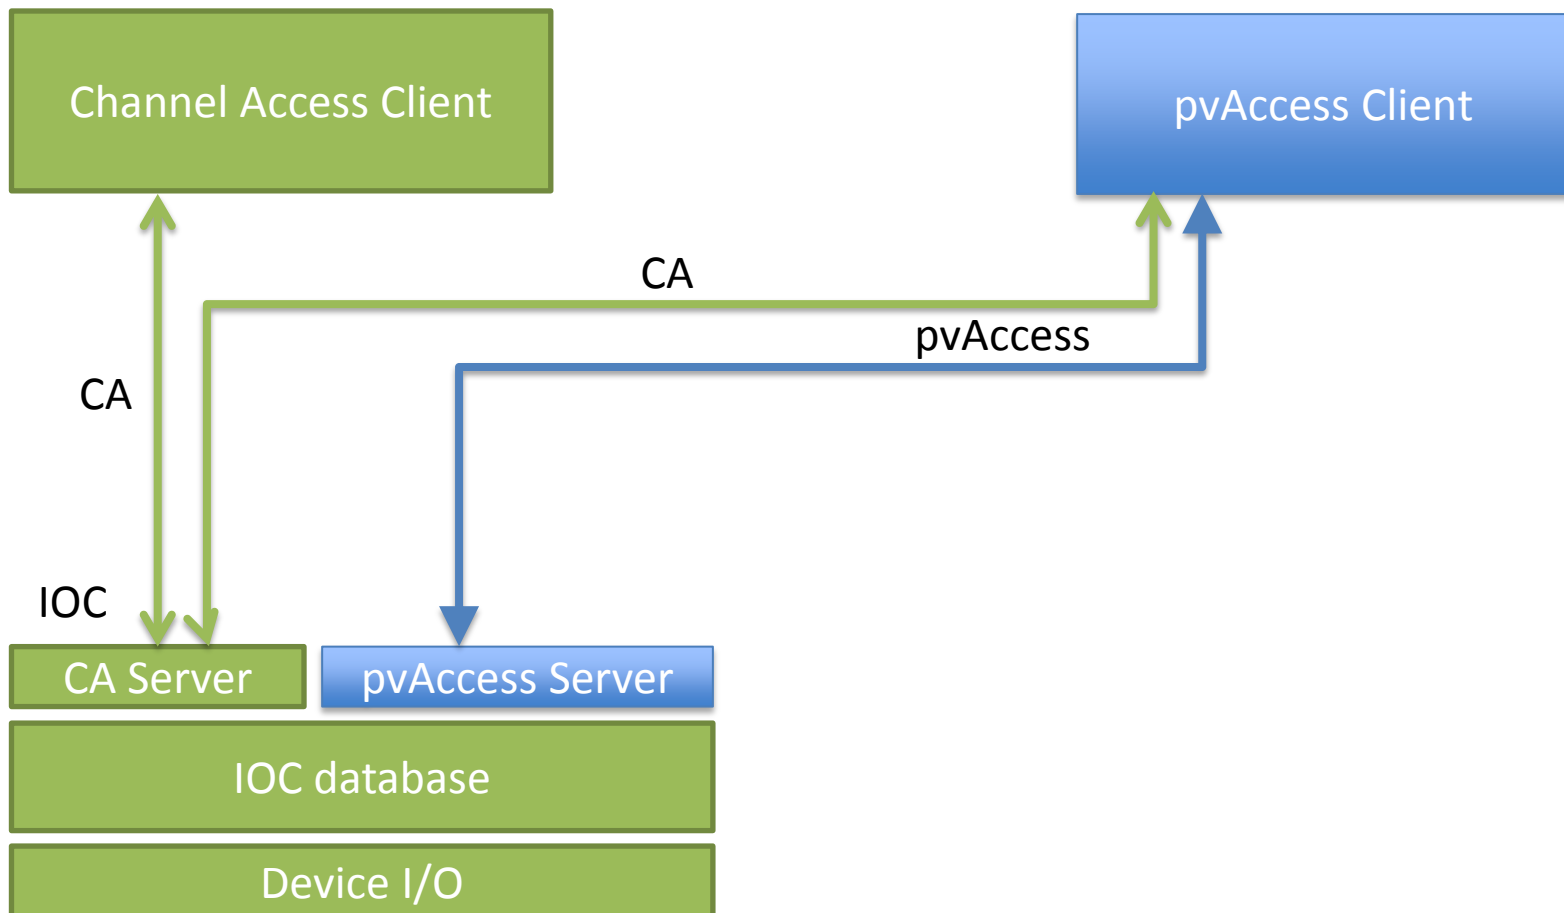 Channel Access Client
pvAccess Client
CA
pvAccess
CA
IOC
CA Server
pvAccess Server
IOC database
Device I/O